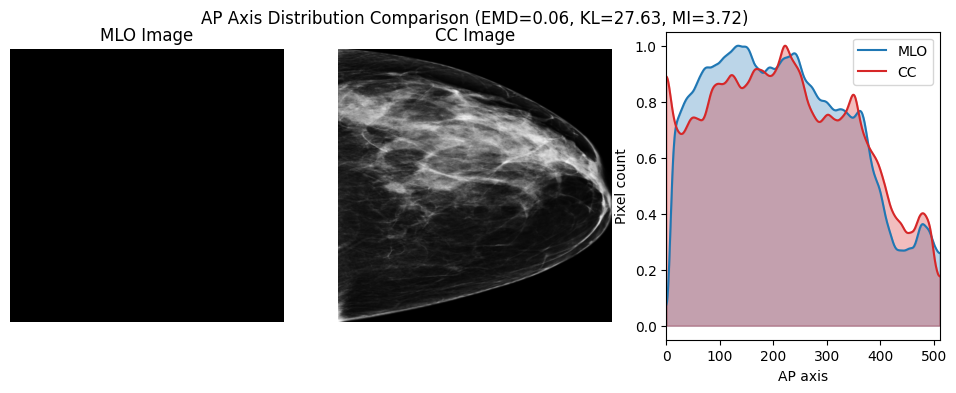 AP Axis Distribution Comparison (EMD=0.06, KL=27.63, MI=3.72)
MLO Image
CC Image
MLO
CC
Pixel count
1.0
0.8
0.6
0.4
0.2
0.0
0 100 200 300 400 500
AP axis